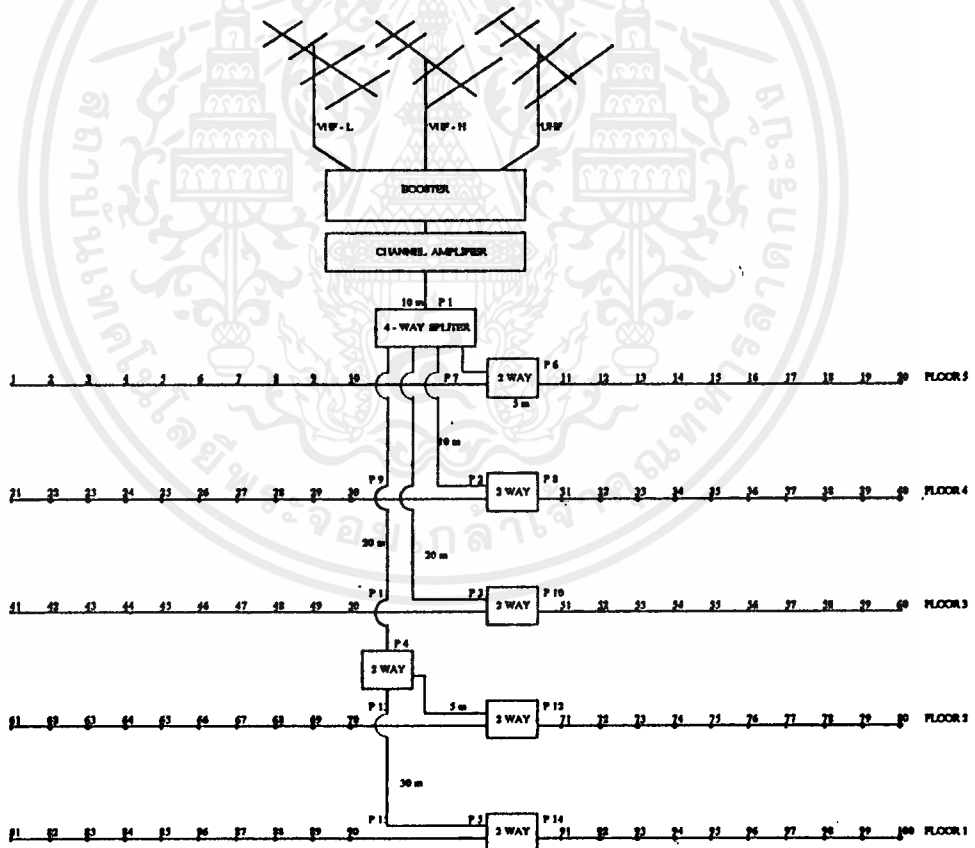 VHF - L VHF - H UHF
BOOSTER
CHANNEL AMPLIFIER
10 m P 1
4 - WAY SPLITER
P 6
1 2 3 4 5 6 7 8 9 10 P 7 2 WAY 11 12 13 14 15 16 17 18 19 20 FLOOR 5
5 m
10 m
P 9 P 2 P 8
21 22 23 24 25 26 27 28 29 20 2 WAY 31 32 33 34 35 36 37 38 39 40 FLOOR 4
20 m 20 m
P 1 P 3 P 10
41 42 43 44 45 46 47 48 49 20 2 WAY 51 52 53 54 55 56 57 58 59 60 FLOOR 3
P 4
2 WAY
P 1 5 m P 12
61 62 63 64 65 66 67 68 69 70 2 WAY 71 72 73 74 75 76 77 78 79 80 FLOOR 2
30 m
P 1 P 5 P 14
81 82 83 84 85 86 87 88 89 90 2 WAY 91 92 93 94 95 96 97 98 99 100 FLOOR 1